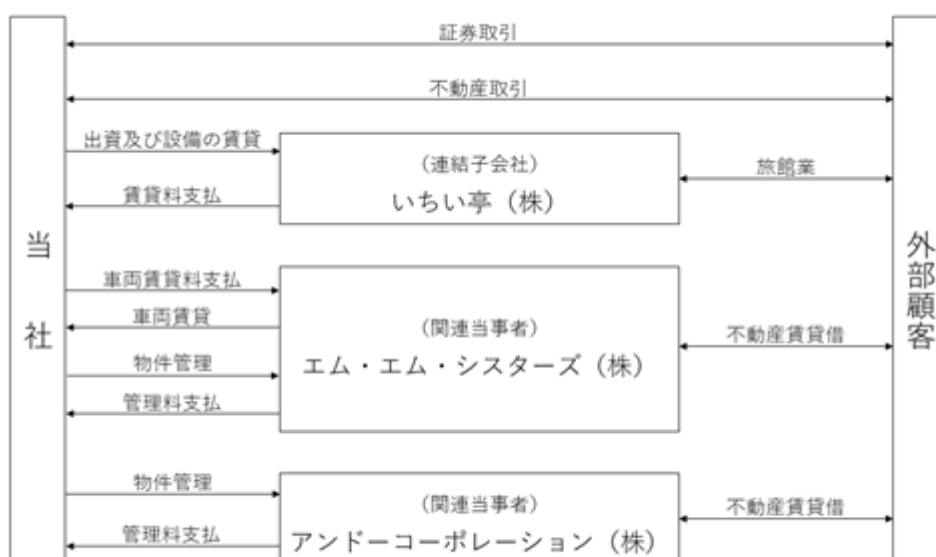 証券取引
不動産取引
出資及び設備の賃貸
(連結子会社)
いちい亭(株)
賃貸料支払
旅館業
当社
外部顧客
車両賃貸料支払
車両賃貸
(関連当事者)
エム・エム・シスターズ(株)
物件管理
管理料支払
不動産賃貸借
物件管理
(関連当事者)
アンドーコーポレーション(株)
管理料支払
不動産賃貸借